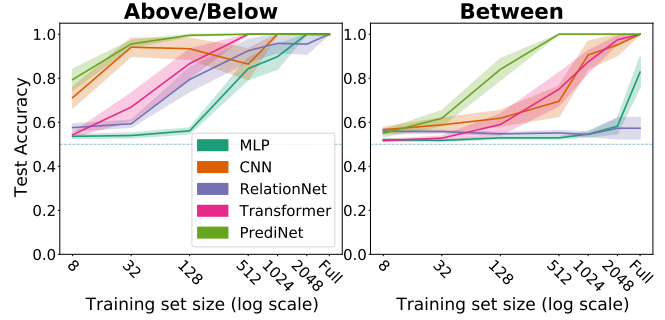 Above/Below
Between
Test Accuracy
1.0
0.8
0.6
0.4
0.2
0.0
MLP
CNN
RelationNet
Transformer
PrediNet
8
32
128
512
1024
2048
Full
Training set size (log scale)
1.0
0.8
0.6
0.4
0.2
0.0
8
32
128
512
1024
2048
Full
Training set size (log scale)